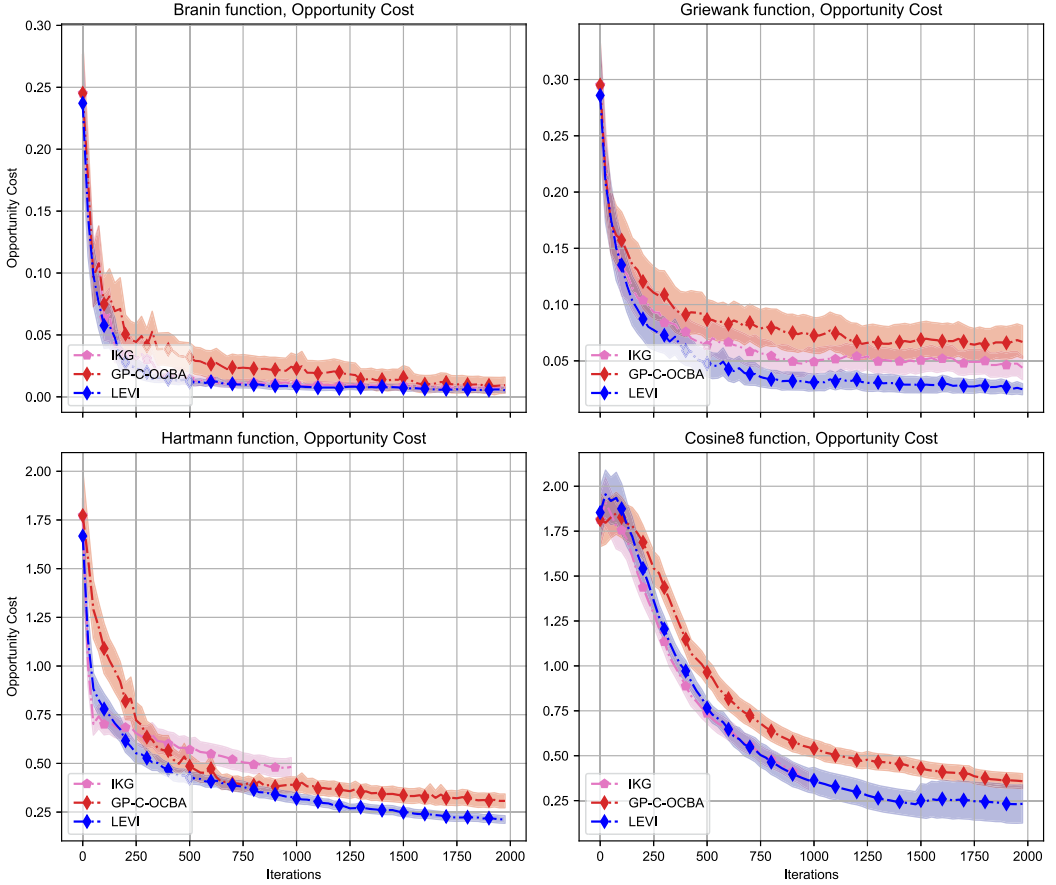 Branin function, Opportunity Cost
Opportunity Cost
0.30
0.25
0.20
0.15
0.10
0.05
0.00
IKG
GP-C-OCBA
LEVI
Griewank function, Opportunity Cost
0.30
0.25
0.20
0.15
0.10
0.05
IKG
GP-C-OCBA
LEVI
Hartmann function, Opportunity Cost
Opportunity Cost
2.00
1.75
1.50
1.25
1.00
0.75
0.50
0.25
IKG
GP-C-OCBA
LEVI
0 250 500 750 1000 1250 1500 1750 2000
Iterations
Cosine8 function, Opportunity Cost
2.00
1.75
1.50
1.25
1.00
0.75
0.50
0.25
IKG
GP-C-OCBA
LEVI
0 250 500 750 1000 1250 1500 1750 2000
Iterations